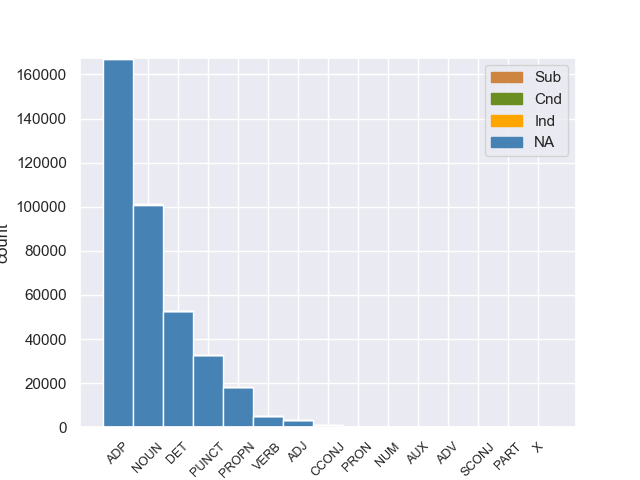 160000
140000
120000
100000
80000
60000
40000
20000
0
count
Sub
Cnd
Ind
NA
ADP
NOUN
DET
PUNCT
PROPN
VERB
ADJ
CCONJ
PRON
NUM
AUX
ADV
SCONJ
PART
X